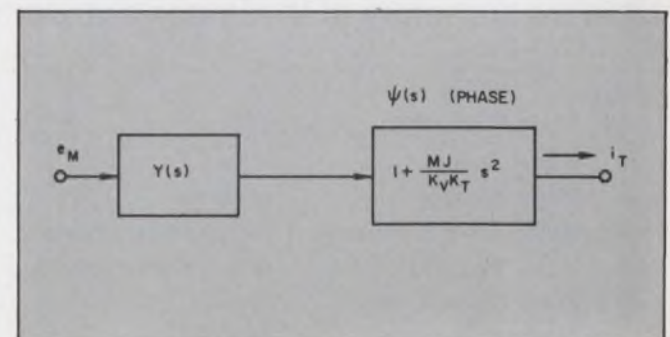 ψ(s) (PHASE)
e_M
Y(s)
1 + MJ/(K_V K_T) s²
i_T